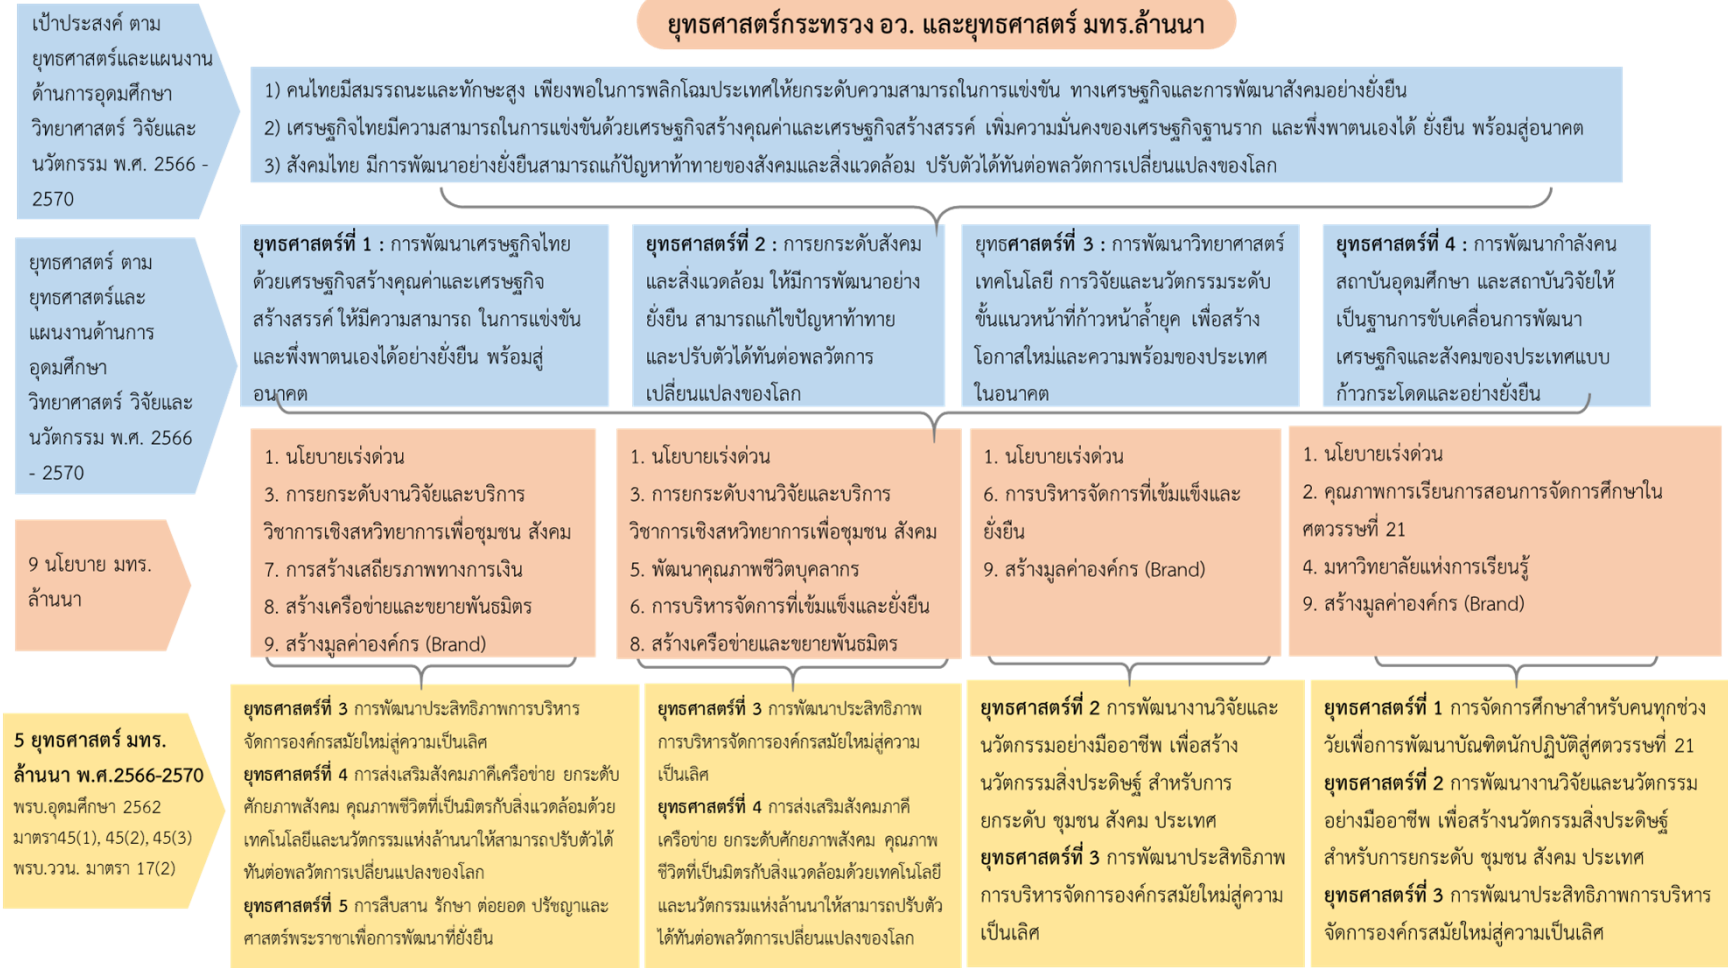 ยุทธศาสตร์กระทรวง อว. และยุทธศาสตร์ มทร.ล้านนา
เป้าประสงค์ ตาม
ยุทธศาสตร์และแผนงาน
ด้านการอุดมศึกษา
วิทยาศาสตร์ วิจัยและ
นวัตกรรม พ.ศ. 2566 -
2570
1) คนไทยมีสมรรถนะและทักษะสูง เพียงพอในการพลิกโฉมประเทศให้ยกระดับความสามารถในการแข่งขัน ทางเศรษฐกิจและการพัฒนาสังคมอย่างยั่งยืน
2) เศรษฐกิจไทยมีความสามารถในการแข่งขันด้วยเศรษฐกิจสร้างคุณค่าและเศรษฐกิจสร้างสรรค์ เพิ่มความมั่นคงของเศรษฐกิจฐานราก และพึ่งพาตนเองได้ ยั่งยืน พร้อมสู่อนาคต
3) สังคมไทย มีการพัฒนาอย่างยั่งยืนสามารถแก้ปัญหาท้าทายของสังคมและสิ่งแวดล้อม ปรับตัวได้ทันต่อพลวัตการเปลี่ยนแปลงของโลก
ยุทธศาสตร์ ตาม
ยุทธศาสตร์และ
แผนงานด้านการ
อุดมศึกษา
วิทยาศาสตร์ วิจัยและ
นวัตกรรม พ.ศ. 2566
- 2570
ยุทธศาสตร์ที่ 1 : การพัฒนาเศรษฐกิจไทย
ด้วยเศรษฐกิจสร้างคุณค่าและเศรษฐกิจ
สร้างสรรค์ ให้มีความสามารถ ในการแข่งขัน
และพึ่งพาตนเองได้อย่างยั่งยืน พร้อมสู่
อนาคต
ยุทธศาสตร์ที่ 2 : การยกระดับสังคม
และสิ่งแวดล้อม ให้มีการพัฒนาอย่าง
ยั่งยืน สามารถแก้ไขปัญหาท้าทาย
และปรับตัวได้ทันต่อพลวัตการ
เปลี่ยนแปลงของโลก
ยุทธศาสตร์ที่ 3 : การพัฒนาวิทยาศาสตร์
เทคโนโลยี การวิจัยและนวัตกรรมระดับ
ขั้นแนวหน้าที่ก้าวหน้าล้ำยุค เพื่อสร้าง
โอกาสใหม่และความพร้อมของประเทศ
ในอนาคต
ยุทธศาสตร์ที่ 4 : การพัฒนากำลังคน
สถาบันอุดมศึกษา และสถาบันวิจัยให้
เป็นฐานการขับเคลื่อนการพัฒนา
เศรษฐกิจและสังคมของประเทศแบบ
ก้าวกระโดดและอย่างยั่งยืน
9 นโยบาย มทร.
ล้านนา
1. นโยบายเร่งด่วน
3. การยกระดับงานวิจัยและบริการ
วิชาการเชิงสหวิทยาการเพื่อชุมชน สังคม
7. การสร้างเสถียรภาพทางการเงิน
8. สร้างเครือข่ายและขยายพันธมิตร
9. สร้างมูลค่าองค์กร (Brand)
1. นโยบายเร่งด่วน
3. การยกระดับงานวิจัยและบริการ
วิชาการเชิงสหวิทยาการเพื่อชุมชน สังคม
5. พัฒนาคุณภาพชีวิตบุคลากร
6. การบริหารจัดการที่เข้มแข็งและยั่งยืน
8. สร้างเครือข่ายและขยายพันธมิตร
1. นโยบายเร่งด่วน
6. การบริหารจัดการที่เข้มแข็งและ
ยั่งยืน
9. สร้างมูลค่าองค์กร (Brand)
1. นโยบายเร่งด่วน
2. คุณภาพการเรียนการสอนการจัดการศึกษาใน
ศตวรรษที่ 21
4. มหาวิทยาลัยแห่งการเรียนรู้
9. สร้างมูลค่าองค์กร (Brand)
5 ยุทธศาสตร์ มทร.
ล้านนา พ.ศ.2566-2570
พรบ.อุดมศึกษา 2562
มาตรา45(1), 45(2), 45(3)
พรบ.ววน. มาตรา 17(2)
ยุทธศาสตร์ที่ 3 การพัฒนาประสิทธิภาพการบริหาร
จัดการองค์กรสมัยใหม่สู่ความเป็นเลิศ
ยุทธศาสตร์ที่ 4 การส่งเสริมสังคมภาคีเครือข่าย ยกระดับ
ศักยภาพสังคม คุณภาพชีวิตที่เป็นมิตรกับสิ่งแวดล้อมด้วย
เทคโนโลยีและนวัตกรรมแห่งล้านนาให้สามารถปรับตัวได้
ทันต่อพลวัตการเปลี่ยนแปลงของโลก
ยุทธศาสตร์ที่ 5 การสืบสาน รักษา ต่อยอด ปรัชญาและ
ศาสตร์พระราชาเพื่อการพัฒนาที่ยั่งยืน
ยุทธศาสตร์ที่ 3 การพัฒนาประสิทธิภาพ
การบริหารจัดการองค์กรสมัยใหม่สู่ความ
เป็นเลิศ
ยุทธศาสตร์ที่ 4 การส่งเสริมสังคมภาคี
เครือข่าย ยกระดับศักยภาพสังคม คุณภาพ
ชีวิตที่เป็นมิตรกับสิ่งแวดล้อมด้วยเทคโนโลยี
และนวัตกรรมแห่งล้านนาให้สามารถปรับตัว
ได้ทันต่อพลวัตการเปลี่ยนแปลงของโลก
ยุทธศาสตร์ที่ 2 การพัฒนางานวิจัยและ
นวัตกรรมอย่างมืออาชีพ เพื่อสร้าง
นวัตกรรมสิ่งประดิษฐ์ สำหรับการ
ยกระดับ ชุมชน สังคม ประเทศ
ยุทธศาสตร์ที่ 3 การพัฒนาประสิทธิภาพ
การบริหารจัดการองค์กรสมัยใหม่สู่ความ
เป็นเลิศ
ยุทธศาสตร์ที่ 1 การจัดการศึกษาสำหรับคนทุกช่วง
วัยเพื่อการพัฒนาบัณฑิตนักปฏิบัติสู่ศตวรรษที่ 21
ยุทธศาสตร์ที่ 2 การพัฒนางานวิจัยและนวัตกรรม
อย่างมืออาชีพ เพื่อสร้างนวัตกรรมสิ่งประดิษฐ์
สำหรับการยกระดับ ชุมชน สังคม ประเทศ
ยุทธศาสตร์ที่ 3 การพัฒนาประสิทธิภาพการบริหาร
จัดการองค์กรสมัยใหม่สู่ความเป็นเลิศ